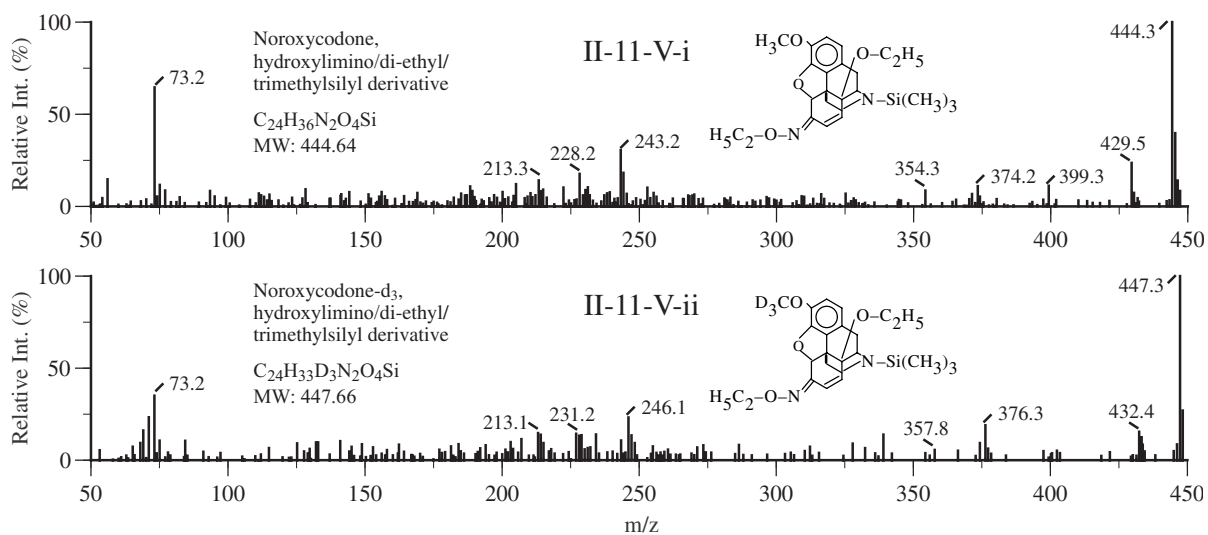 II-11-V-i
Relative Int. (%)
100
50
0
Noroxycodone,
hydroxylimino/di-ethyl/
trimethylsilyl derivative
C₂₄H₃₆N₂O₄Si
MW: 444.64
H₃CO
O–C₂H₅
O
N–Si(CH₃)₃
H₅C₂–O–N
73.2
213.3
228.2
243.2
354.3
374.2
399.3
429.5
444.3
50 100 150 200 250 300 350 400 450
II-11-V-ii
Relative Int. (%)
100
50
0
Noroxycodone-d₃,
hydroxylimino/di-ethyl/
trimethylsilyl derivative
C₂₄H₃₃D₃N₂O₄Si
MW: 447.66
D₃CO
O–C₂H₅
O
N–Si(CH₃)₃
H₅C₂–O–N
73.2
213.1
231.2
246.1
357.8
376.3
432.4
447.3
50 100 150 200 250 300 350 400 450
m/z